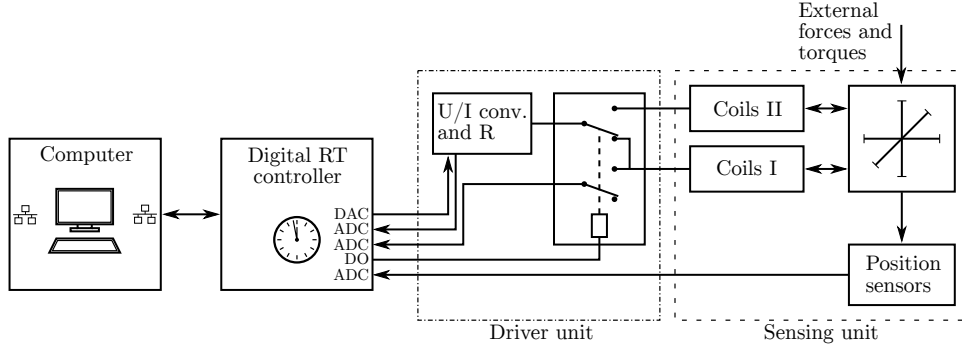 External
forces and
torques
Computer
Digital RT
controller
DAC
ADC
ADC
DO
ADC
U/I conv.
and R
Coils II
Coils I
Position
sensors
Driver unit
Sensing unit